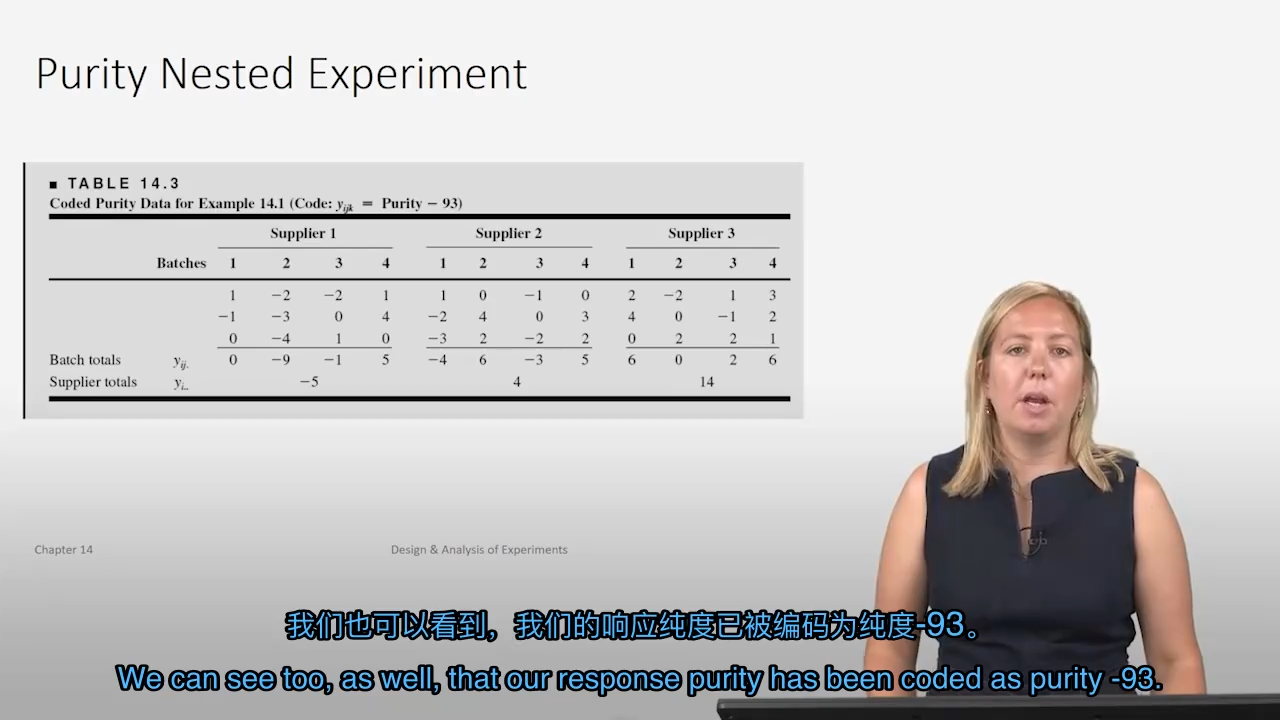 Purity Nested Experiment
■ TABLE 14.3
Coded Purity Data for Example 14.1 (Code: yijk = Purity − 93)
Supplier 1 Supplier 2 Supplier 3
Batches 1 2 3 4 1 2 3 4 1 2 3 4
1 −2 −2 1 1 0 −1 0 2 −2 1 3
−1 −3 0 4 −2 4 0 3 4 0 −1 2
0 −4 1 0 −3 2 −2 2 0 2 2 1
Batch totals yij. 0 −9 −1 5 −4 6 −3 5 6 0 2 6
Supplier totals yi.. −5 4 14
Chapter 14 Design & Analysis of Experiments
我们也可以看到，我们的响应纯度已被编码为纯度-93。
We can see too, as well, that our response purity has been coded as purity -93.